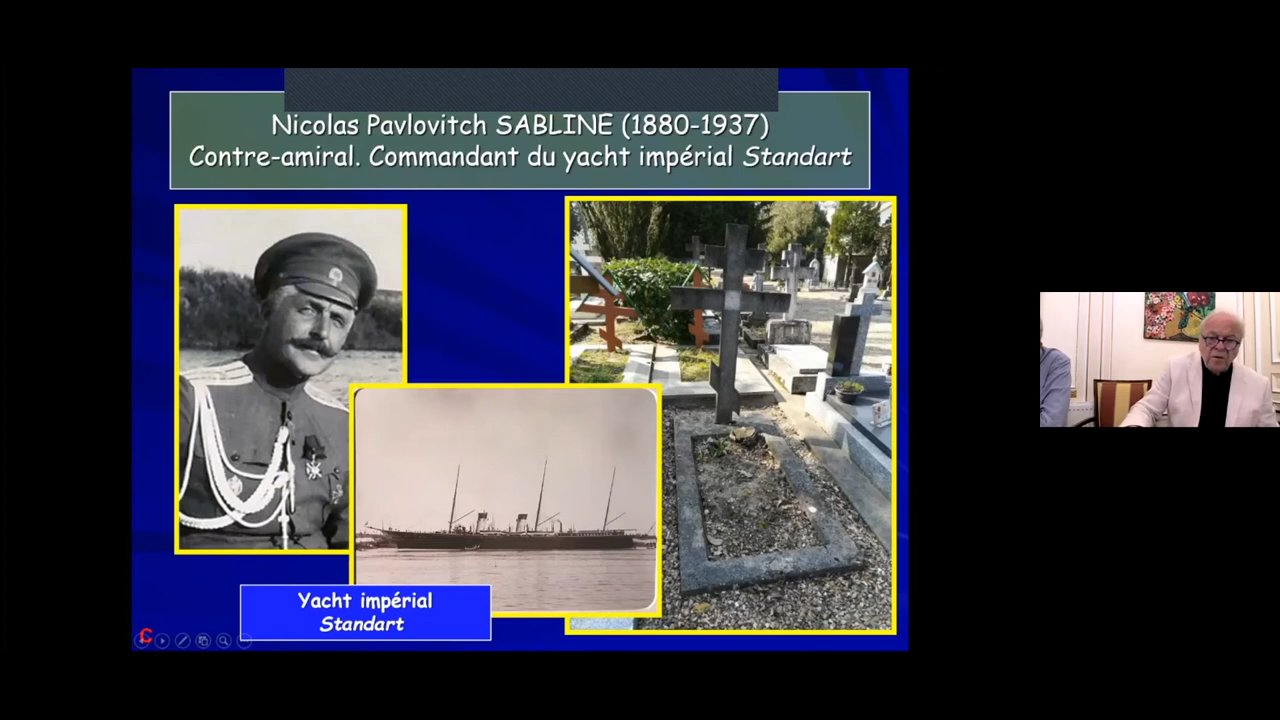 Nicolas Pavlovitch SABLINE (1880-1937)
Contre-amiral. Commandant du yacht impérial Standart
Yacht impérial
Standart
C